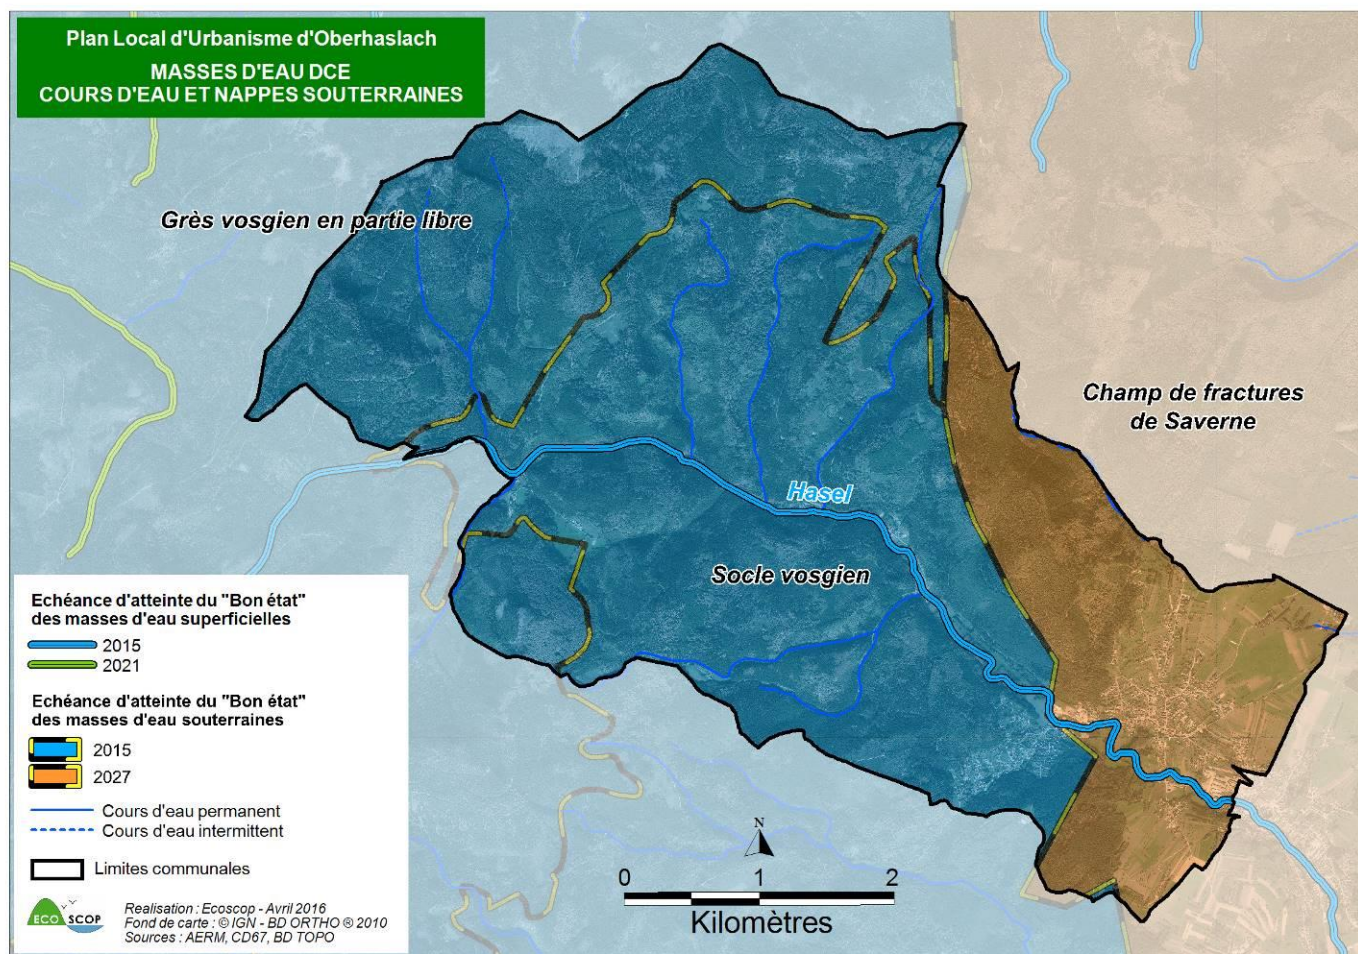 Plan Local d'Urbanisme d'Oberhaslach
MASSES D'EAU DCE
COURS D'EAU ET NAPPES SOUTERRAINES
Grès vosgien en partie libre
Champ de fractures
de Saverne
Hasel
Socle vosgien
Echéance d'atteinte du "Bon état"
des masses d'eau superficielles
2015
2021
Echéance d'atteinte du "Bon état"
des masses d'eau souterraines
2015
2027
Cours d'eau permanent
Cours d'eau intermittent
Limites communales
ECO SCOP
Realisation : Ecoscop - Avril 2016
Fond de carte : © IGN - BD ORTHO ® 2010
Sources : AERM, CD67, BD TOPO
N
0 1 2
Kilomètres